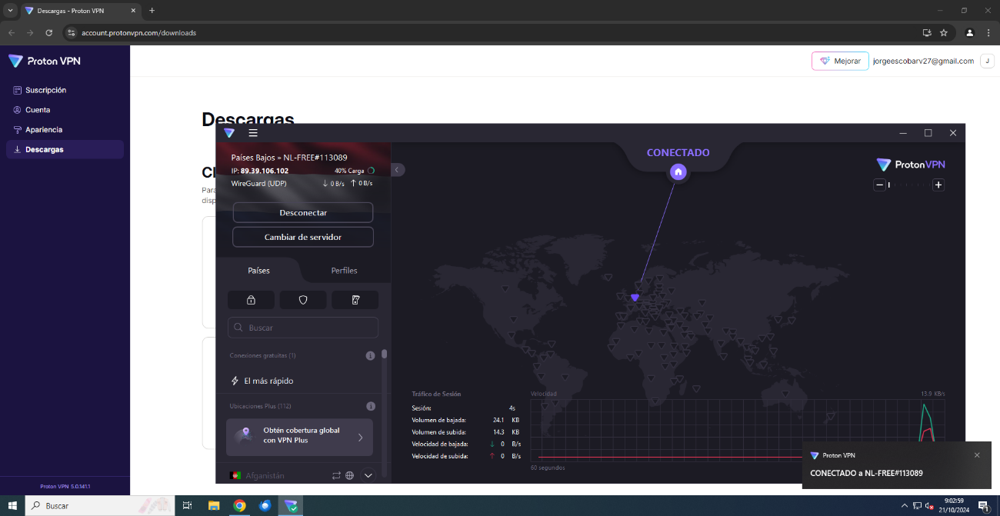 Descargas - Proton VPN
account.protonvpn.com/downloads
Proton VPN
Mejorar
jorgeescobarv27@gmail.com
J
Suscripción
Cuenta
Apariencia
Descargas
Descargas
Para
disp
Países Bajos » NL-FREE#113089
IP: 89.39.106.102
40% Carga
WireGuard (UDP)
0 B/s
0 B/s
Desconectar
Cambiar de servidor
Países
Perfiles
Buscar
Conexiones gratuitas (1)
El más rápido
Ubicaciones Plus (112)
Obtén cobertura global
con VPN Plus
Afganistán
CONECTADO
ProtonVPN
Tráfico de Sesión
Sesión: 4s
Volumen de bajada: 24.1 KB
Volumen de subida: 14.3 KB
Velocidad de bajada: 0 B/s
Velocidad de subida: 0 B/s
Velocidad
13.9 KB/s
60 segundos
Proton VPN
CONECTADO a NL-FREE#113089
Proton VPN 5.0.141.1
Buscar
9:02:59
21/10/2024
1